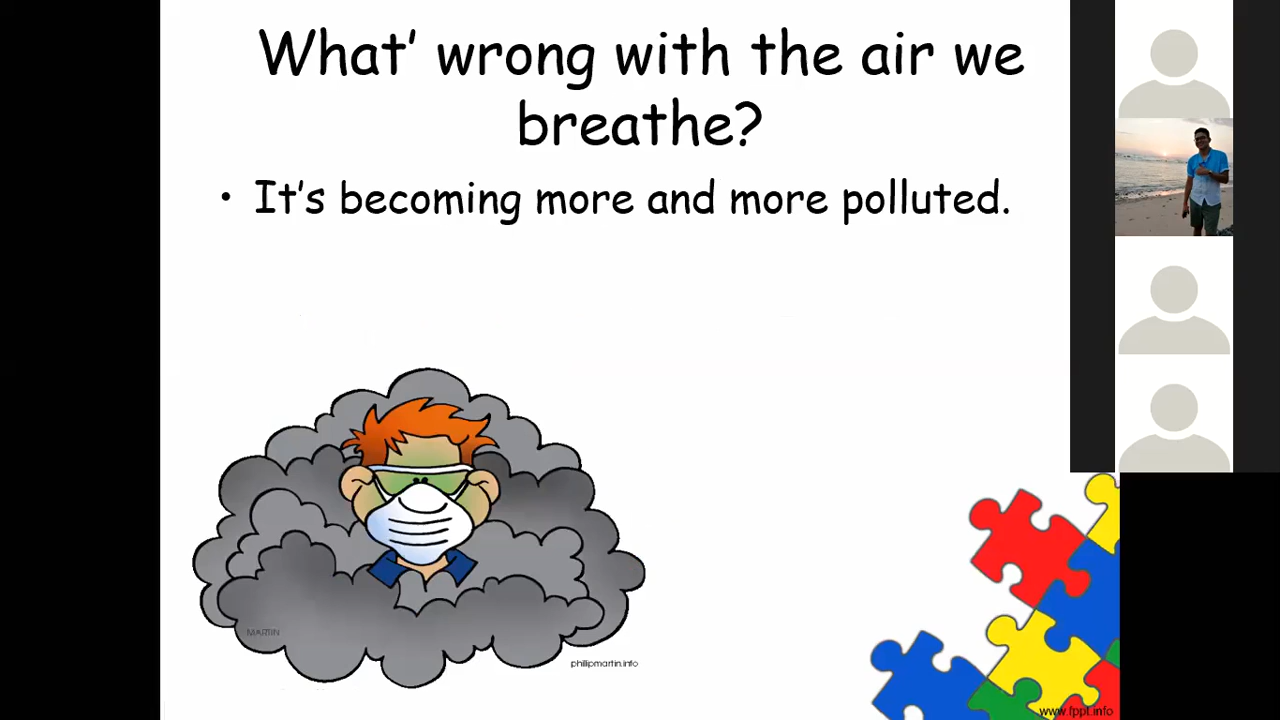 What' wrong with the air we
breathe?
• It's becoming more and more polluted.
MARTIN
phillipmartin.info
www.fppt.info